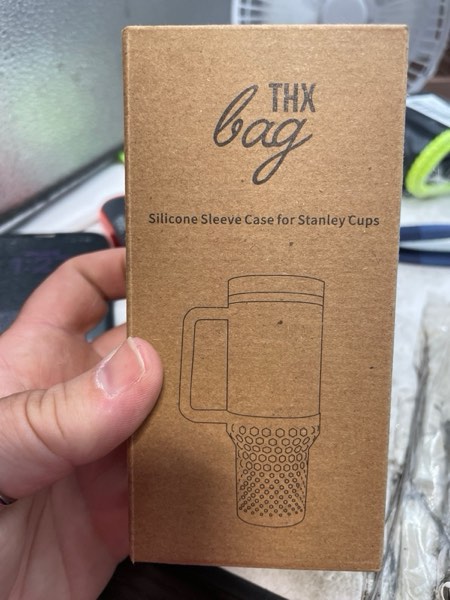 THX
bag
Silicone Sleeve Case for Stanley Cups